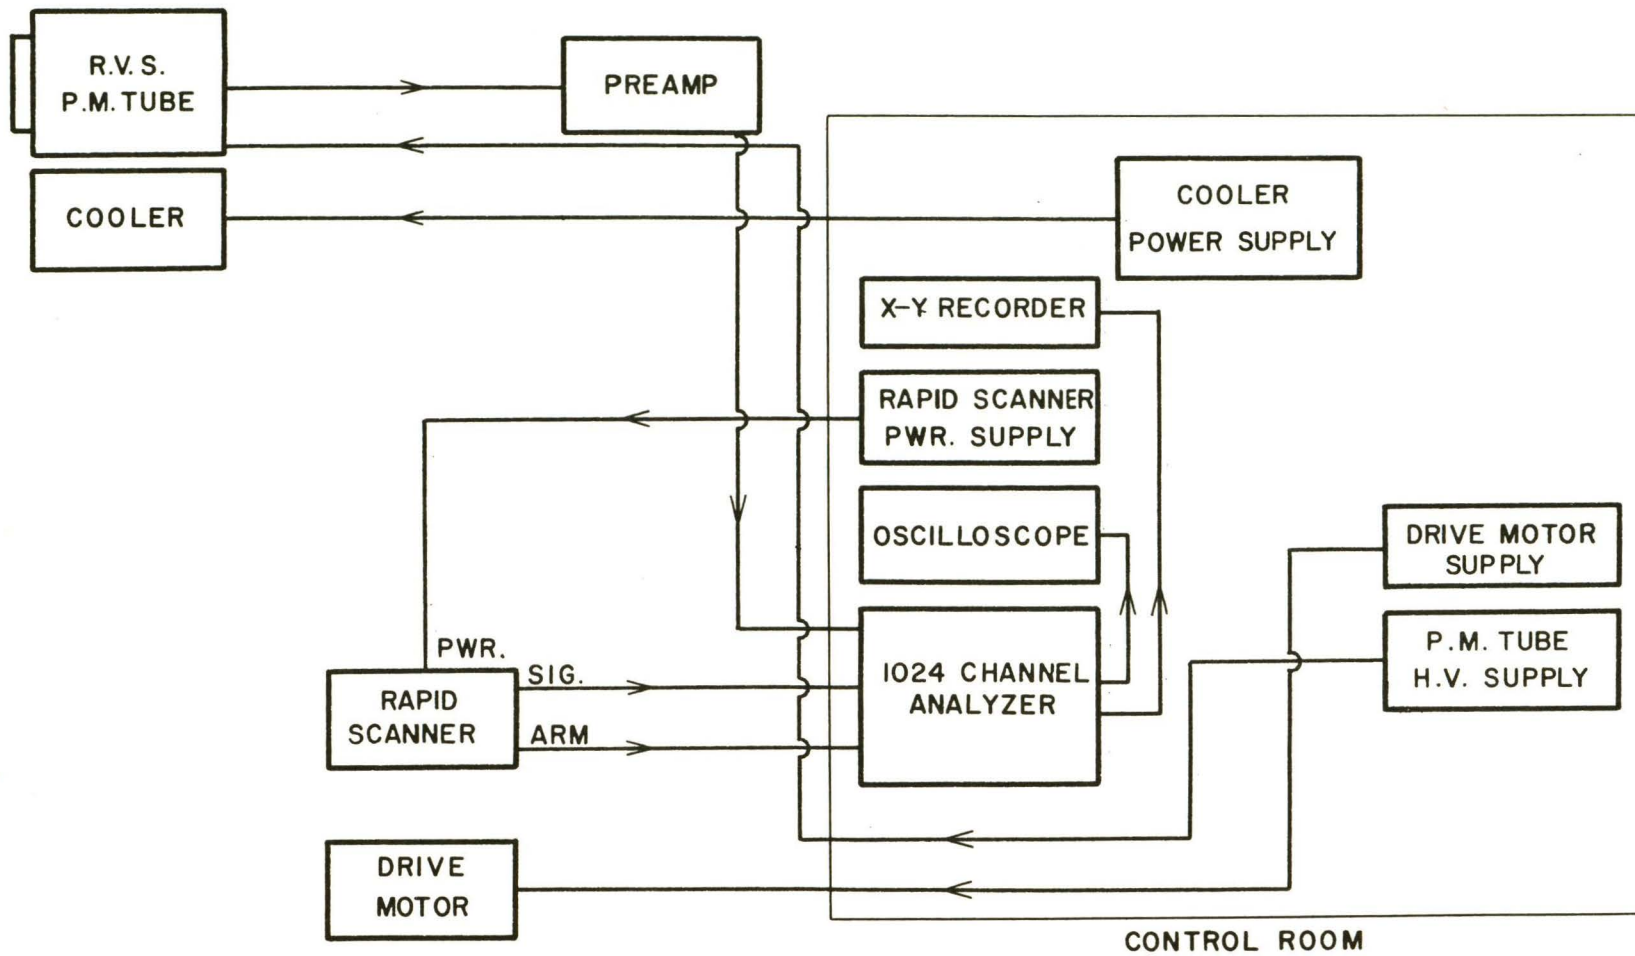 R.V. S.
P.M. TUBE
PREAMP
COOLER
COOLER
POWER SUPPLY
X-Y RECORDER
RAPID SCANNER
PWR. SUPPLY
OSCILLOSCOPE
DRIVE MOTOR
SUPPLY
P.M. TUBE
H.V. SUPPLY
1024 CHANNEL
ANALYZER
PWR.
SIG.
ARM
RAPID
SCANNER
DRIVE
MOTOR
CONTROL ROOM